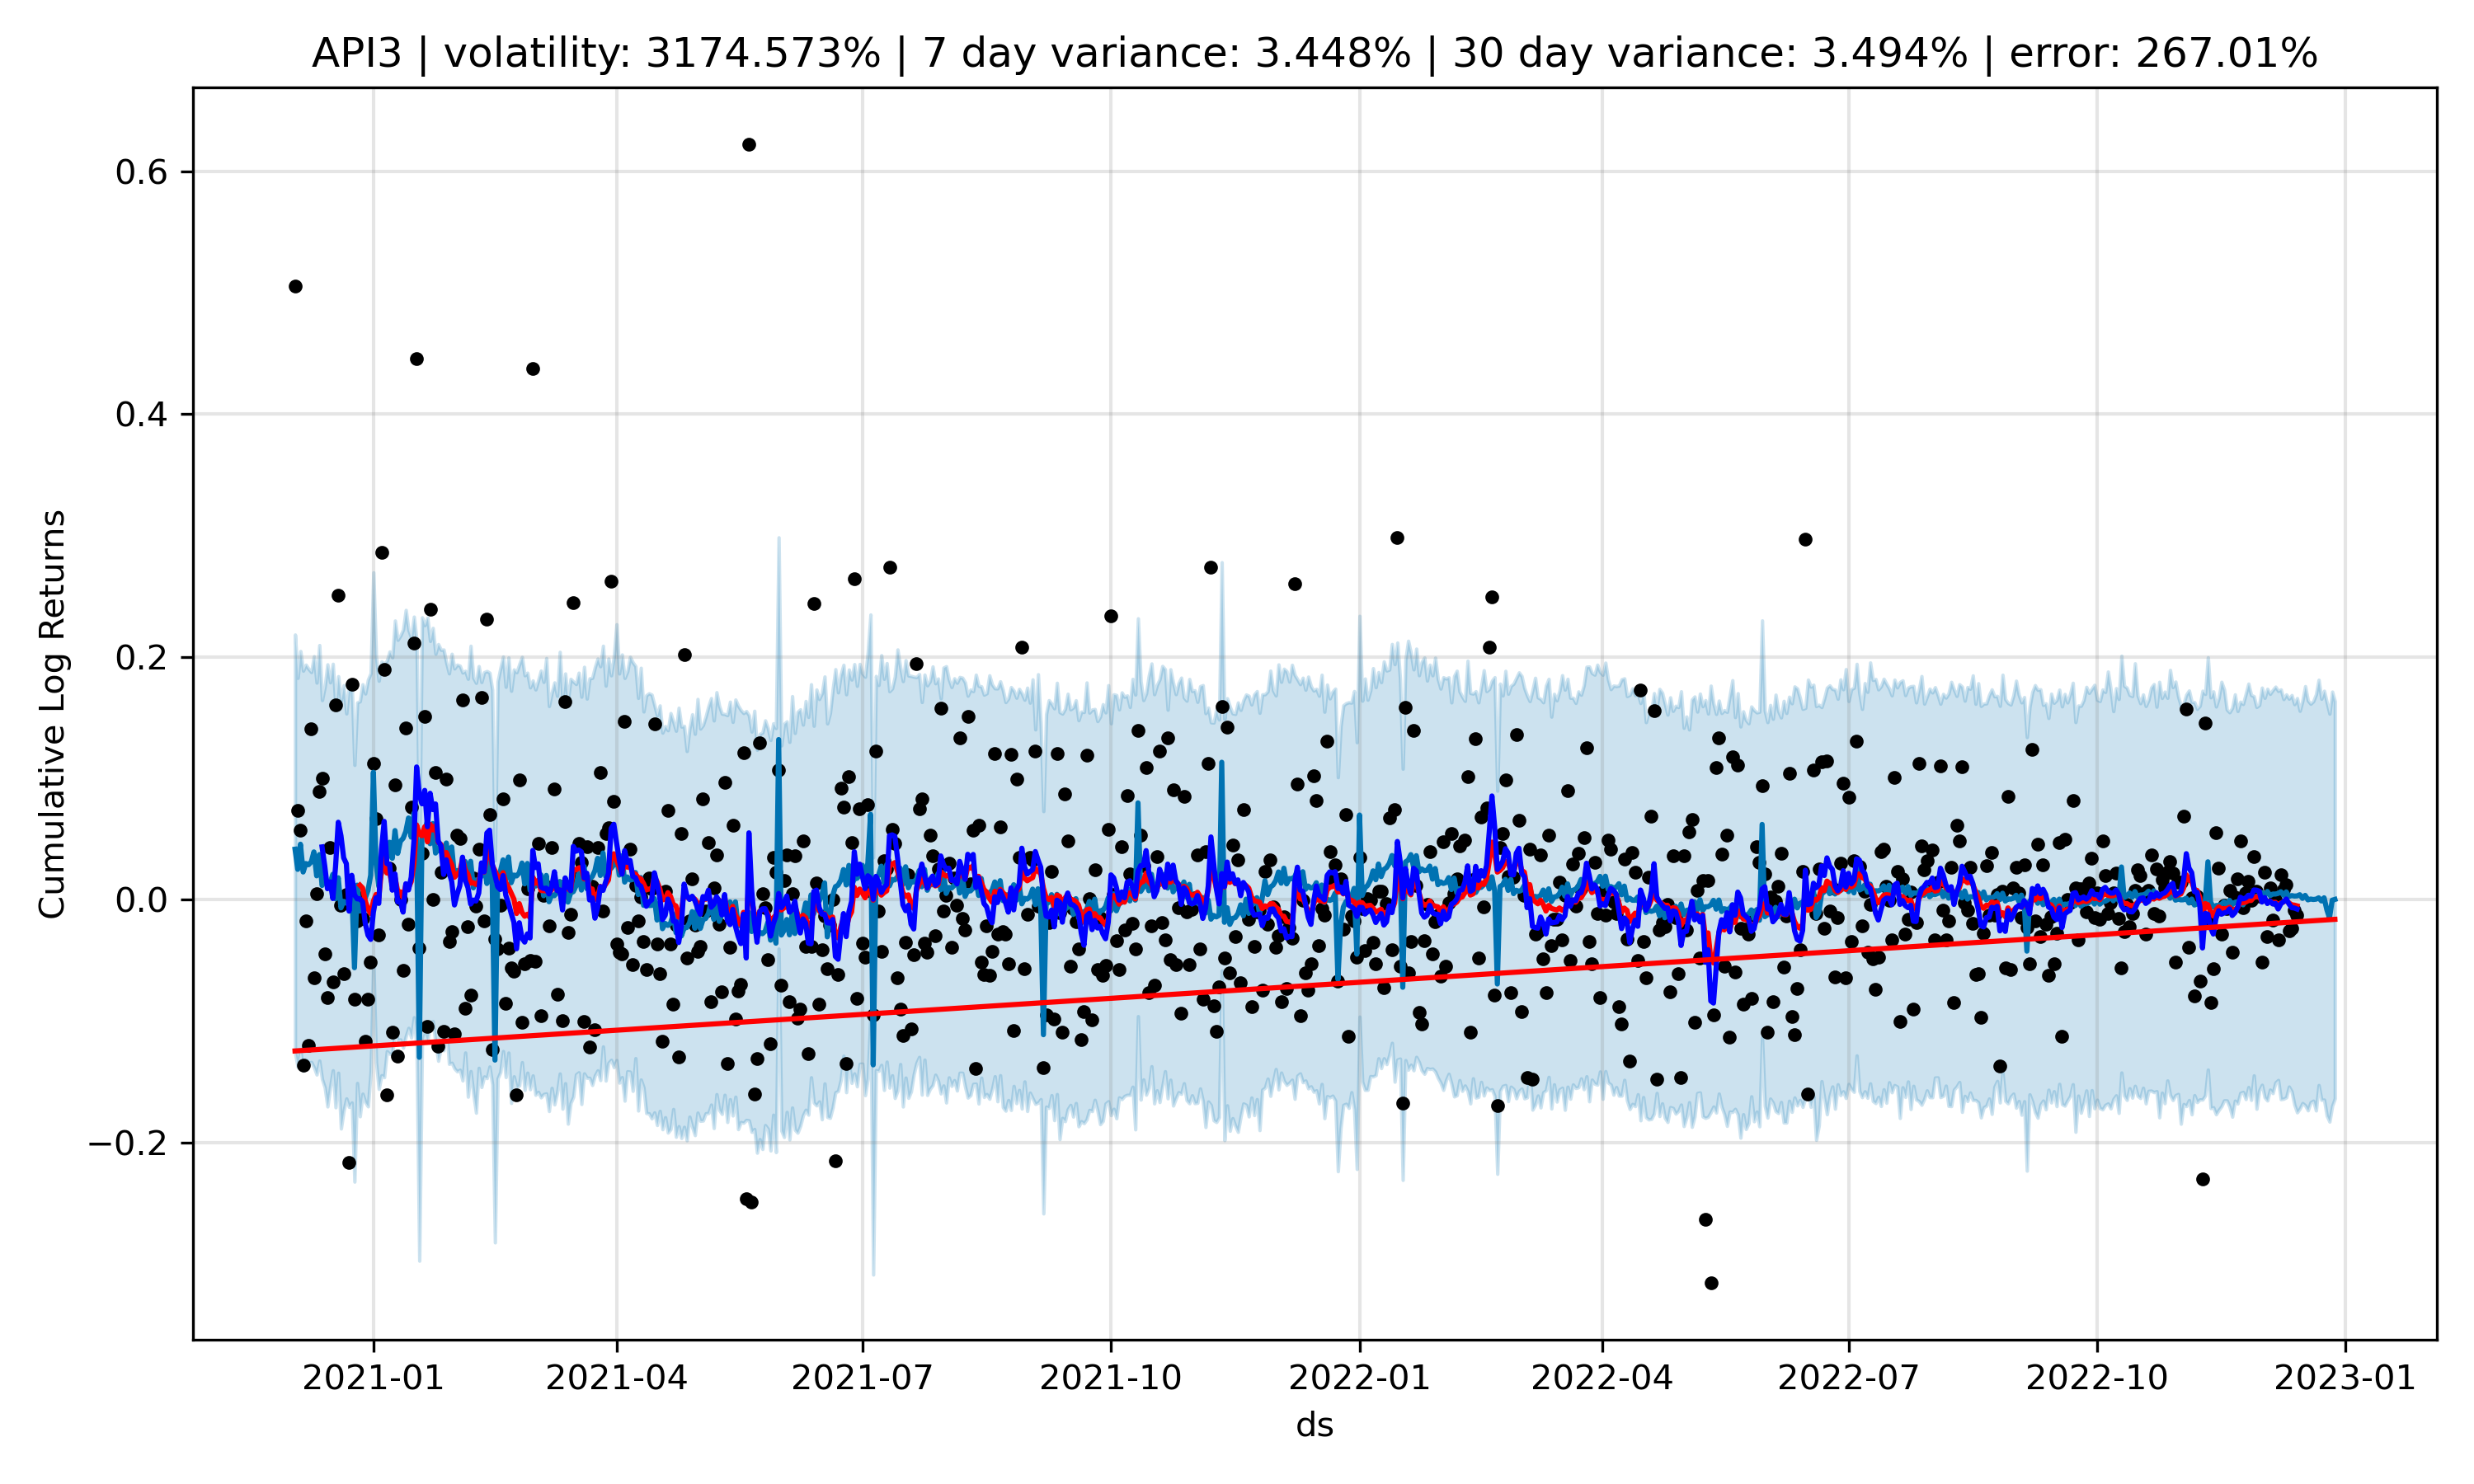 API3 | volatility: 3174.573% | 7 day variance: 3.448% | 30 day variance: 3.494% | error: 267.01%
Cumulative Log Returns
0.6
0.4
0.2
0.0
−0.2
2021-01 2021-04 2021-07 2021-10 2022-01 2022-04 2022-07 2022-10 2023-01
ds